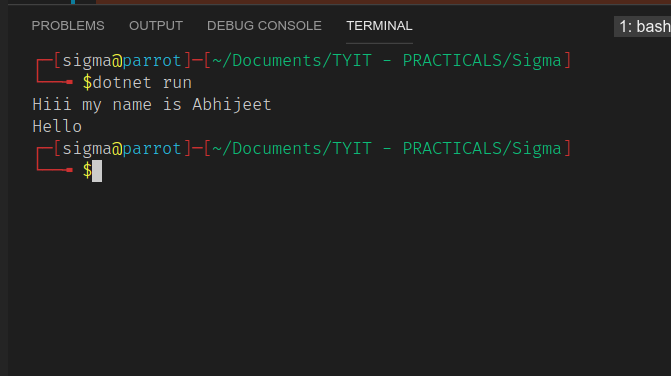 PROBLEMS OUTPUT DEBUG CONSOLE TERMINAL 1: bash
┌─[sigma@parrot]─[~/Documents/TYIT - PRACTICALS/Sigma]
└──╼ $dotnet run
Hiii my name is Abhijeet
Hello
┌─[sigma@parrot]─[~/Documents/TYIT - PRACTICALS/Sigma]
└──╼ $